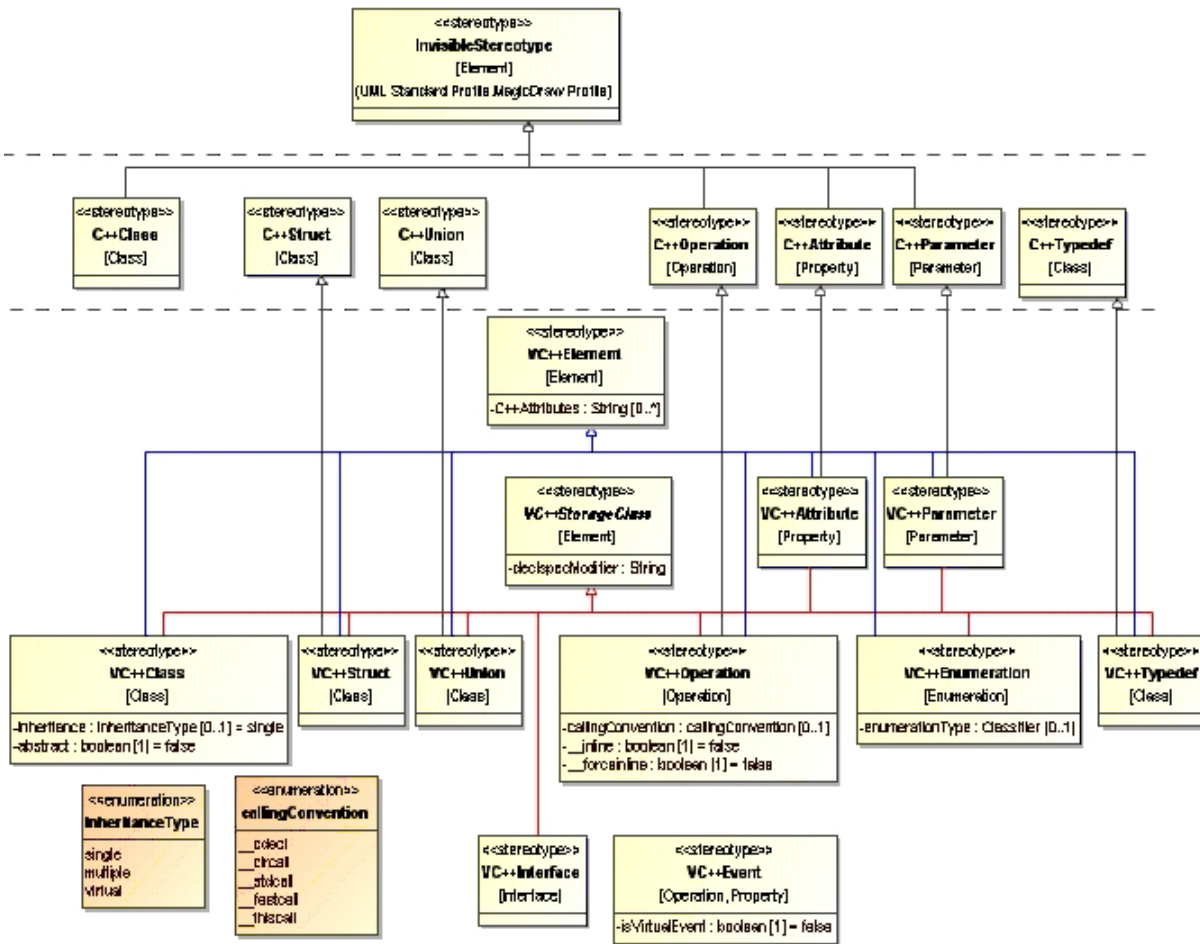 <<stereotype>>
InvisibleStereotype
[Element]
(UML Standard Profile.MagicDraw Profile)
<<stereotype>>
C++Class
[Class]
<<stereotype>>
C++Struct
[Class]
<<stereotype>>
C++Union
[Class]
<<stereotype>>
C++Operation
[Operation]
<<stereotype>>
C++Attribute
[Property]
<<stereotype>>
C++Parameter
[Parameter]
<<stereotype>>
C++Typedef
[Class]
<<stereotype>>
VC++Element
[Element]
-C++Attributes : String [0..*]
<<stereotype>>
VC++StorageClass
[Element]
-declspecModifier : String
<<stereotype>>
VC++Attribute
[Property]
<<stereotype>>
VC++Parameter
[Parameter]
<<stereotype>>
VC++Class
[Class]
-inheritence : InheritanceType [0..1] = single
-abstract : boolean [1] = false
<<stereotype>>
VC++Struct
[Class]
<<stereotype>>
VC++Union
[Class]
<<stereotype>>
VC++Operation
[Operation]
-callingConvention : callingConvention [0..1]
-__inline : boolean [1] = false
-__forceinline : boolean [1] = false
<<stereotype>>
VC++Enumeration
[Enumeration]
-enumerationType : Classifier [0..1]
<<stereotype>>
VC++Typedef
[Class]
<<enumeration>>
InheritanceType
single
multiple
virtual
<<enumeration>>
callingConvention
__cdecl
__clrcall
__stdcall
__fastcall
__thiscall
<<stereotype>>
VC++Interface
[Interface]
<<stereotype>>
VC++Event
[Operation, Property]
-isVirtualEvent : boolean [1] = false